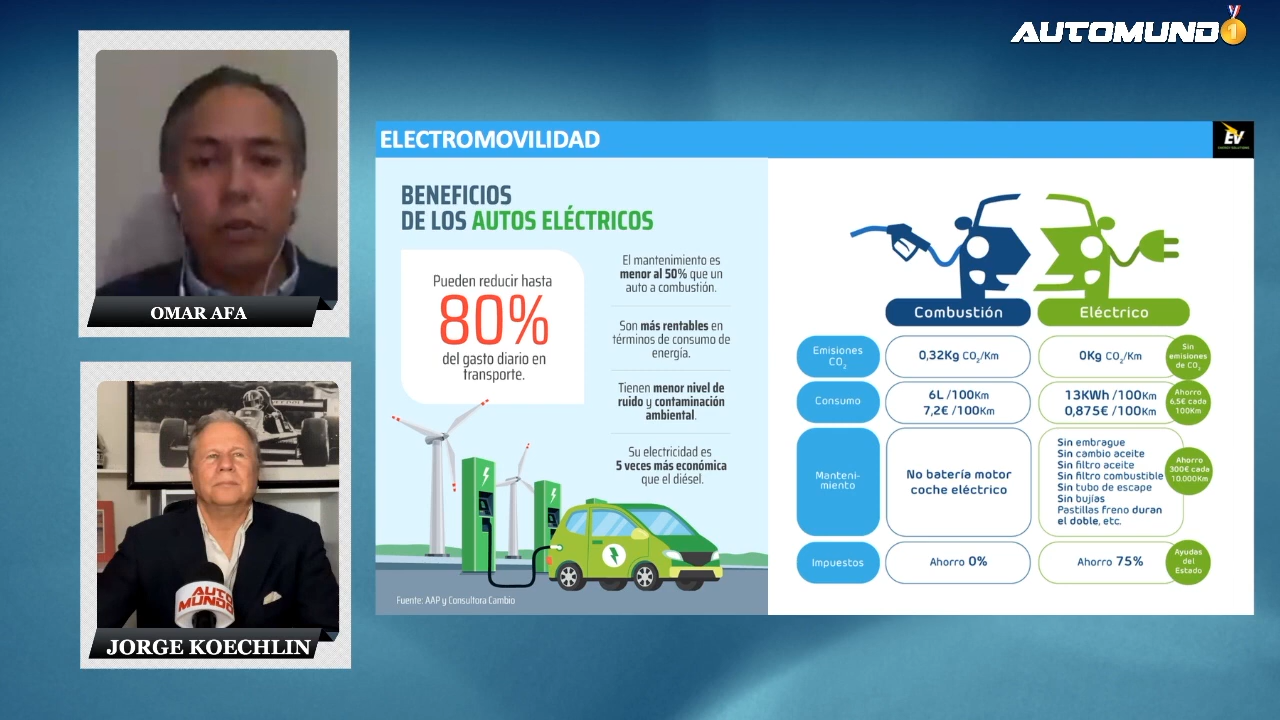 AUTOMUNDO1
OMAR AFA
AUTO
MUNDO
JORGE KOECHLIN
ELECTROMOVILIDAD
EV
BENEFICIOS
DE LOS AUTOS ELÉCTRICOS
Pueden reducir hasta
80%
del gasto diario en
transporte.
El mantenimiento es
menor al 50% que un
auto a combustión.
Son más rentables en
términos de consumo de
energía.
Tienen menor nivel de
ruido y contaminación
ambiental.
Su electricidad es
5 veces más económica
que el diésel.
Fuente: AAP y Consultora Cambio
Combustión
Eléctrico
Emisiones
CO2
0,32Kg CO2/Km
0Kg CO2/Km
Sin
emisiones
de CO2
Consumo
6L /100Km
7,2€ /100Km
13KWh /100Km
0,875€ /100Km
Ahorro
6,5€ cada
100Km
Manteni-
miento
No batería motor
coche eléctrico
Sin embrague
Sin cambio aceite
Sin filtro aceite
Sin filtro combustible
Sin tubo de escape
Sin bujías
Pastillas freno duran
el doble, etc.
Ahorro
300€ cada
10.000Km
Impuestos
Ahorro 0%
Ahorro 75%
Ayudas
del
Estado